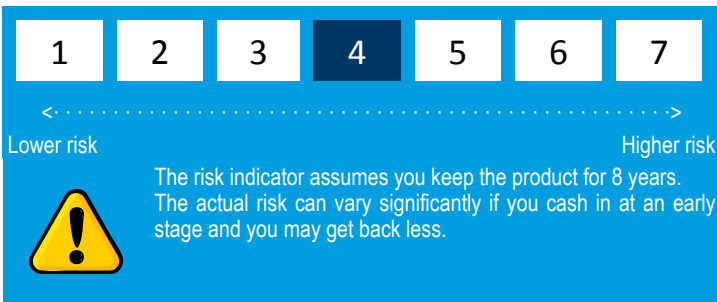 1 2 3 4 5 6 7
Lower risk Higher risk
The risk indicator assumes you keep the product for 8 years.
The actual risk can vary significantly if you cash in at an early
stage and you may get back less.